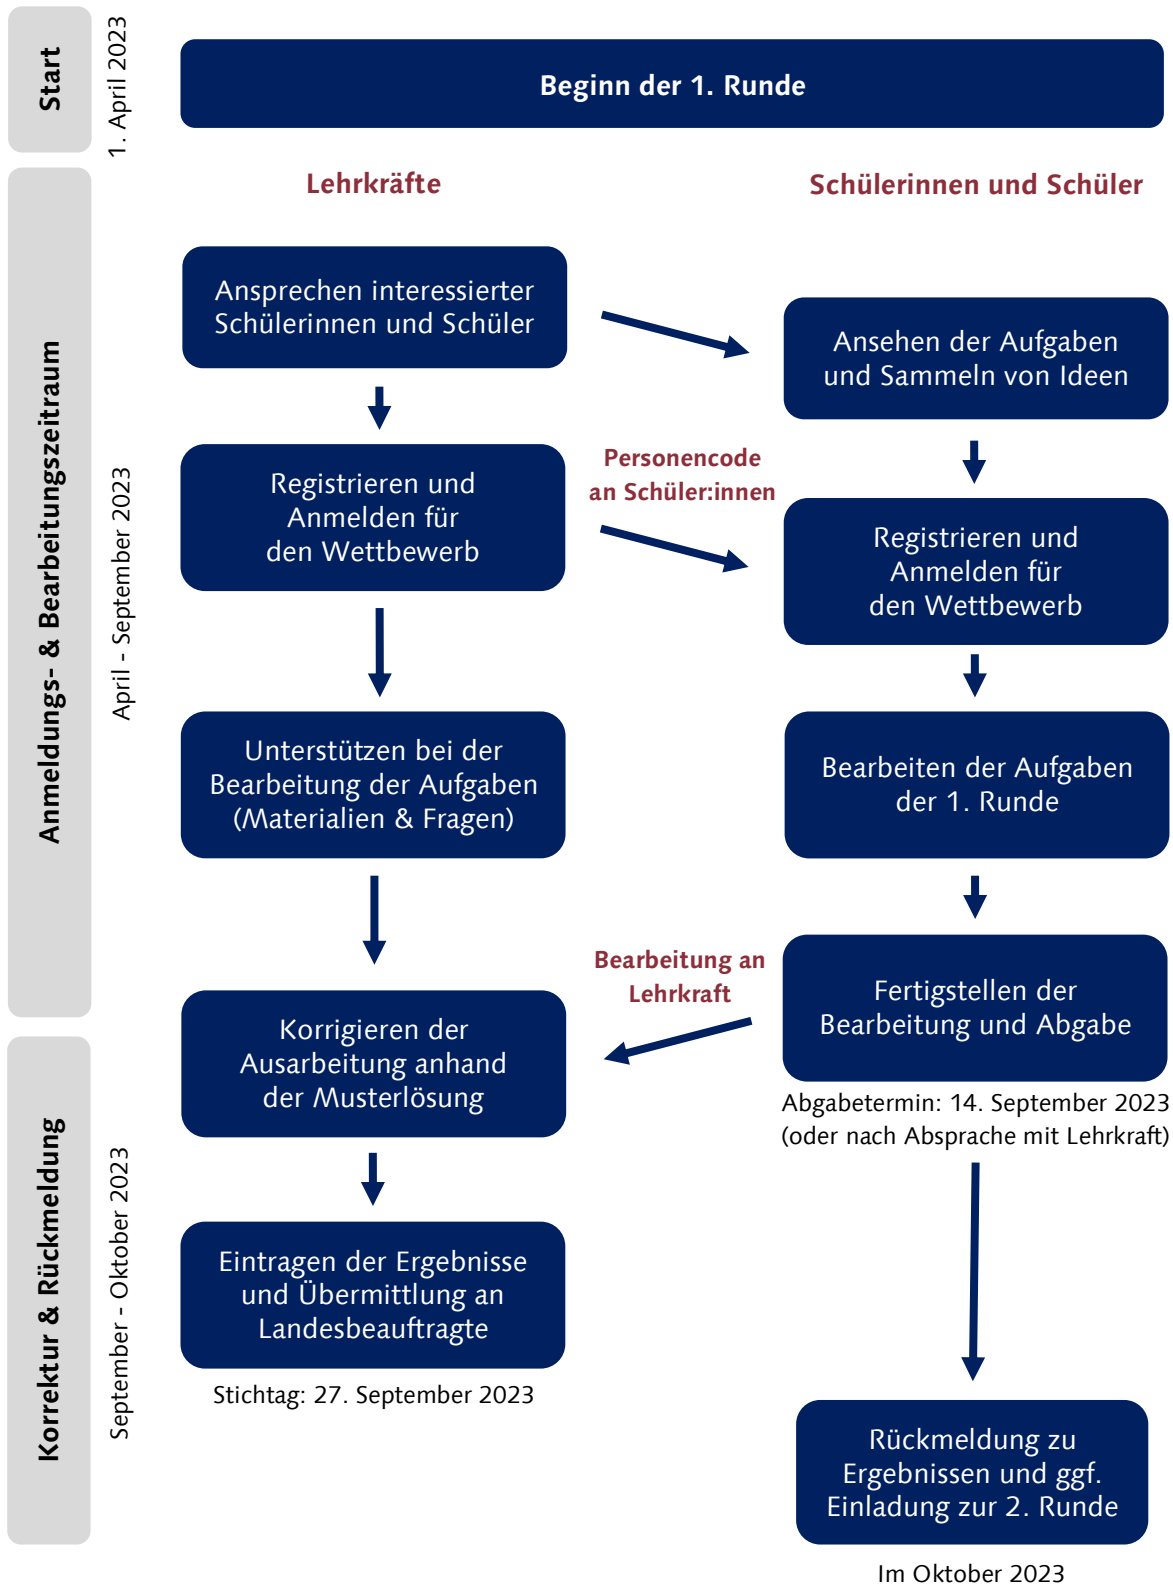 Start
1. April 2023
Beginn der 1. Runde
Anmeldungs- & Bearbeitungszeitraum
April - September 2023
Lehrkräfte
Schülerinnen und Schüler
Ansprechen interessierter
Schülerinnen und Schüler
Ansehen der Aufgaben
und Sammeln von Ideen
Registrieren und
Anmelden für
den Wettbewerb
Personencode
an Schüler:innen
Registrieren und
Anmelden für
den Wettbewerb
Unterstützen bei der
Bearbeitung der Aufgaben
(Materialien & Fragen)
Bearbeiten der Aufgaben
der 1. Runde
Bearbeitung an
Lehrkraft
Fertigstellen der
Bearbeitung und Abgabe
Abgabetermin: 14. September 2023
(oder nach Absprache mit Lehrkraft)
Korrektur & Rückmeldung
September - Oktober 2023
Korrigieren der
Ausarbeitung anhand
der Musterlösung
Eintragen der Ergebnisse
und Übermittlung an
Landesbeauftragte
Stichtag: 27. September 2023
Rückmeldung zu
Ergebnissen und ggf.
Einladung zur 2. Runde
Im Oktober 2023